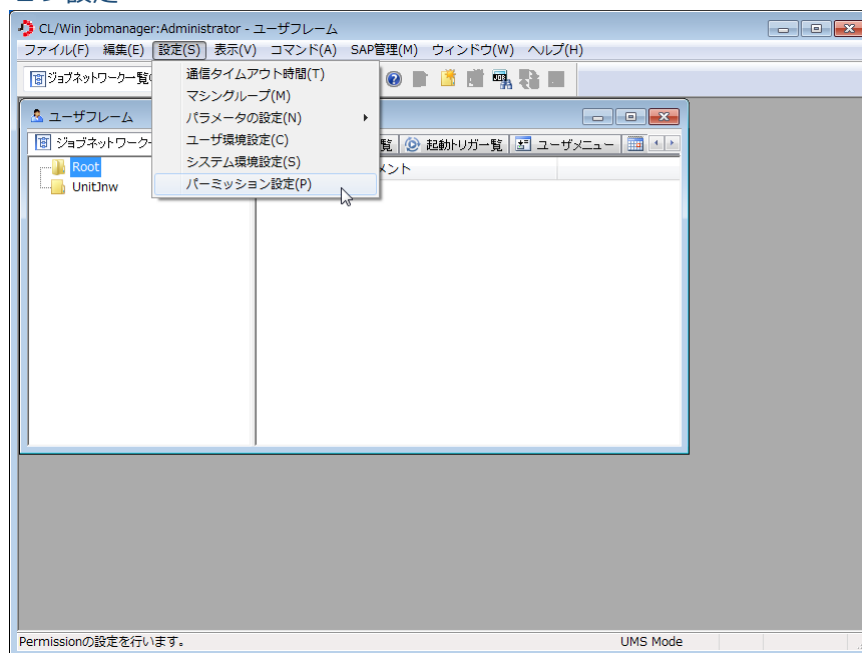 CL/Win jobmanager:Administrator - ユーザフレーム
ファイル(F) 編集(E) 設定(S) 表示(V) コマンド(A) SAP管理(M) ウィンドウ(W) ヘルプ(H)
ジョブネットワーク一覧
通信タイムアウト時間(T)
マシングループ(M)
パラメータの設定(N)
ユーザ環境設定(C)
システム環境設定(S)
パーミッション設定(P)
ユーザフレーム
ジョブネットワーク
覧 起動トリガ一覧 ユーザメニュー
Root
メント
UnitJnw
Permissionの設定を行います。 UMS Mode